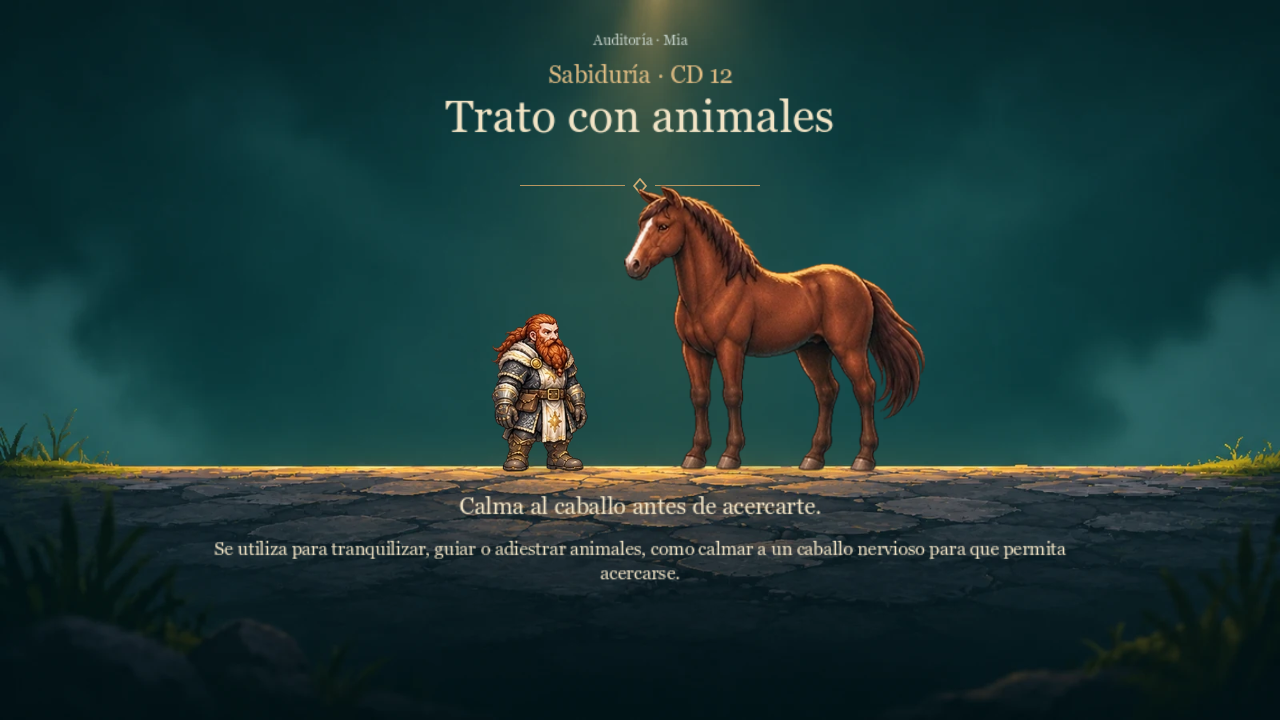 Auditoría · Mia
Sabiduría · CD 12
Trato con animales
Calma al caballo antes de acercarte.
Se utiliza para tranquilizar, guiar o adiestrar animales, como calmar a un caballo nervioso para que permita
acercarse.